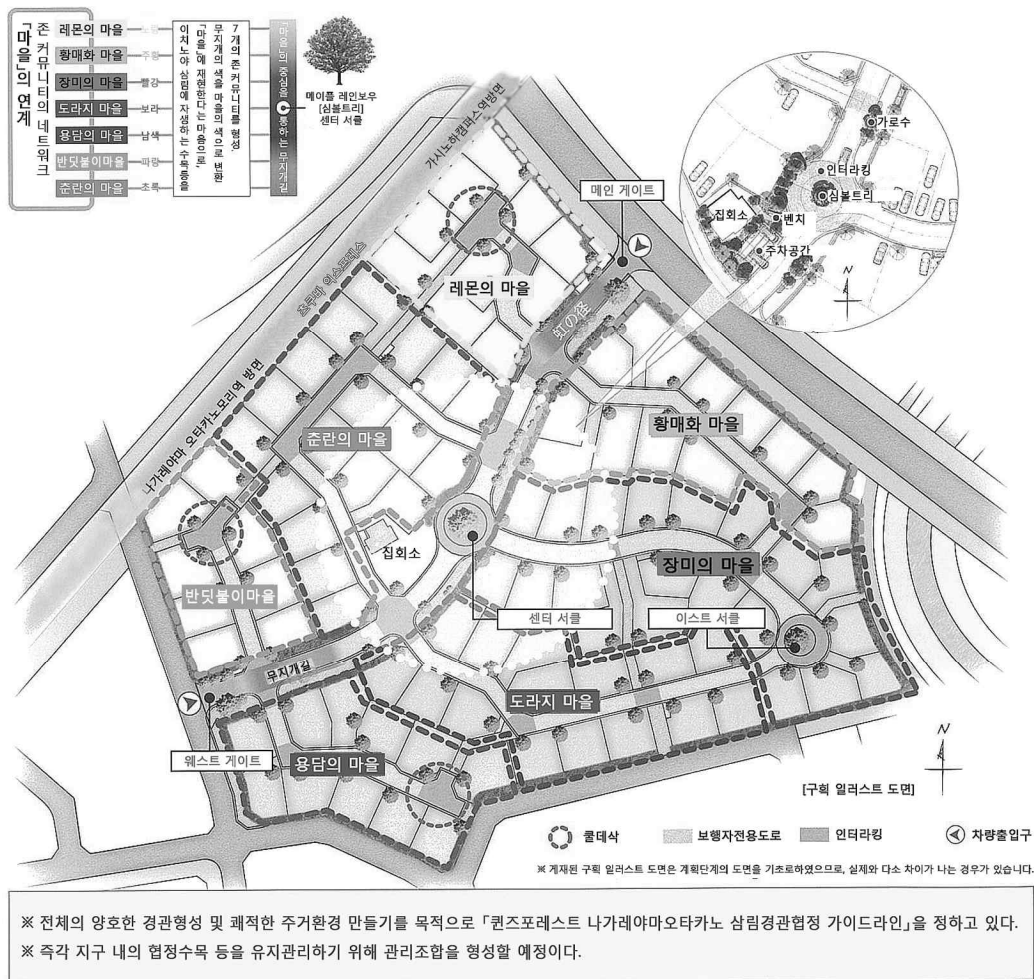 「마을」의 연계
존 커뮤니티의 네트워크
레몬의 마을 노랑
황매화 마을 주황
장미의 마을 빨강
도라지 마을 보라
용담의 마을 남색
반딧불이마을 파랑
준란의 마을 초록
7개의 존 커뮤니티를 형성
무지개의 색을 마을의 색으로 변환
「마을」에 재현한다는 마을으로,
이치노야 삼림에 자생하는 수목등을
「마을」의 중심을 통하는 무지개길
메이플 레인보우
[심볼트리]
센터 서클
가시노하캠퍼스역방면
츠쿠바 익스프레스
나가레야마 오타카노모리역 방면
메인 게이트
가로수
인터라킹
심볼트리
집회소
벤치
주차공간
N
레몬의 마을
虹の径
황매화 마을
준란의 마을
집회소
장미의 마을
반딧불이마을
센터 서클
이스트 서클
무지개길
도라지 마을
웨스트 게이트
용담의 마을
N
[구획 일러스트 도면]
쿨데삭
보행자전용도로
인터라킹
차량출입구
※ 게재된 구획 일러스트 도면은 계획단계의 도면을 기초로하였으므로, 실제와 다소 차이가 나는 경우가 있습니다.
※ 전체의 양호한 경관형성 및 쾌적한 주거환경 만들기를 목적으로 「퀸즈포레스트 나가레야마오타카노 삼림경관협정 가이드라인」을 정하고 있다.
※ 즉각 지구 내의 협정수목 등을 유지관리하기 위해 관리조합을 형성할 예정이다.